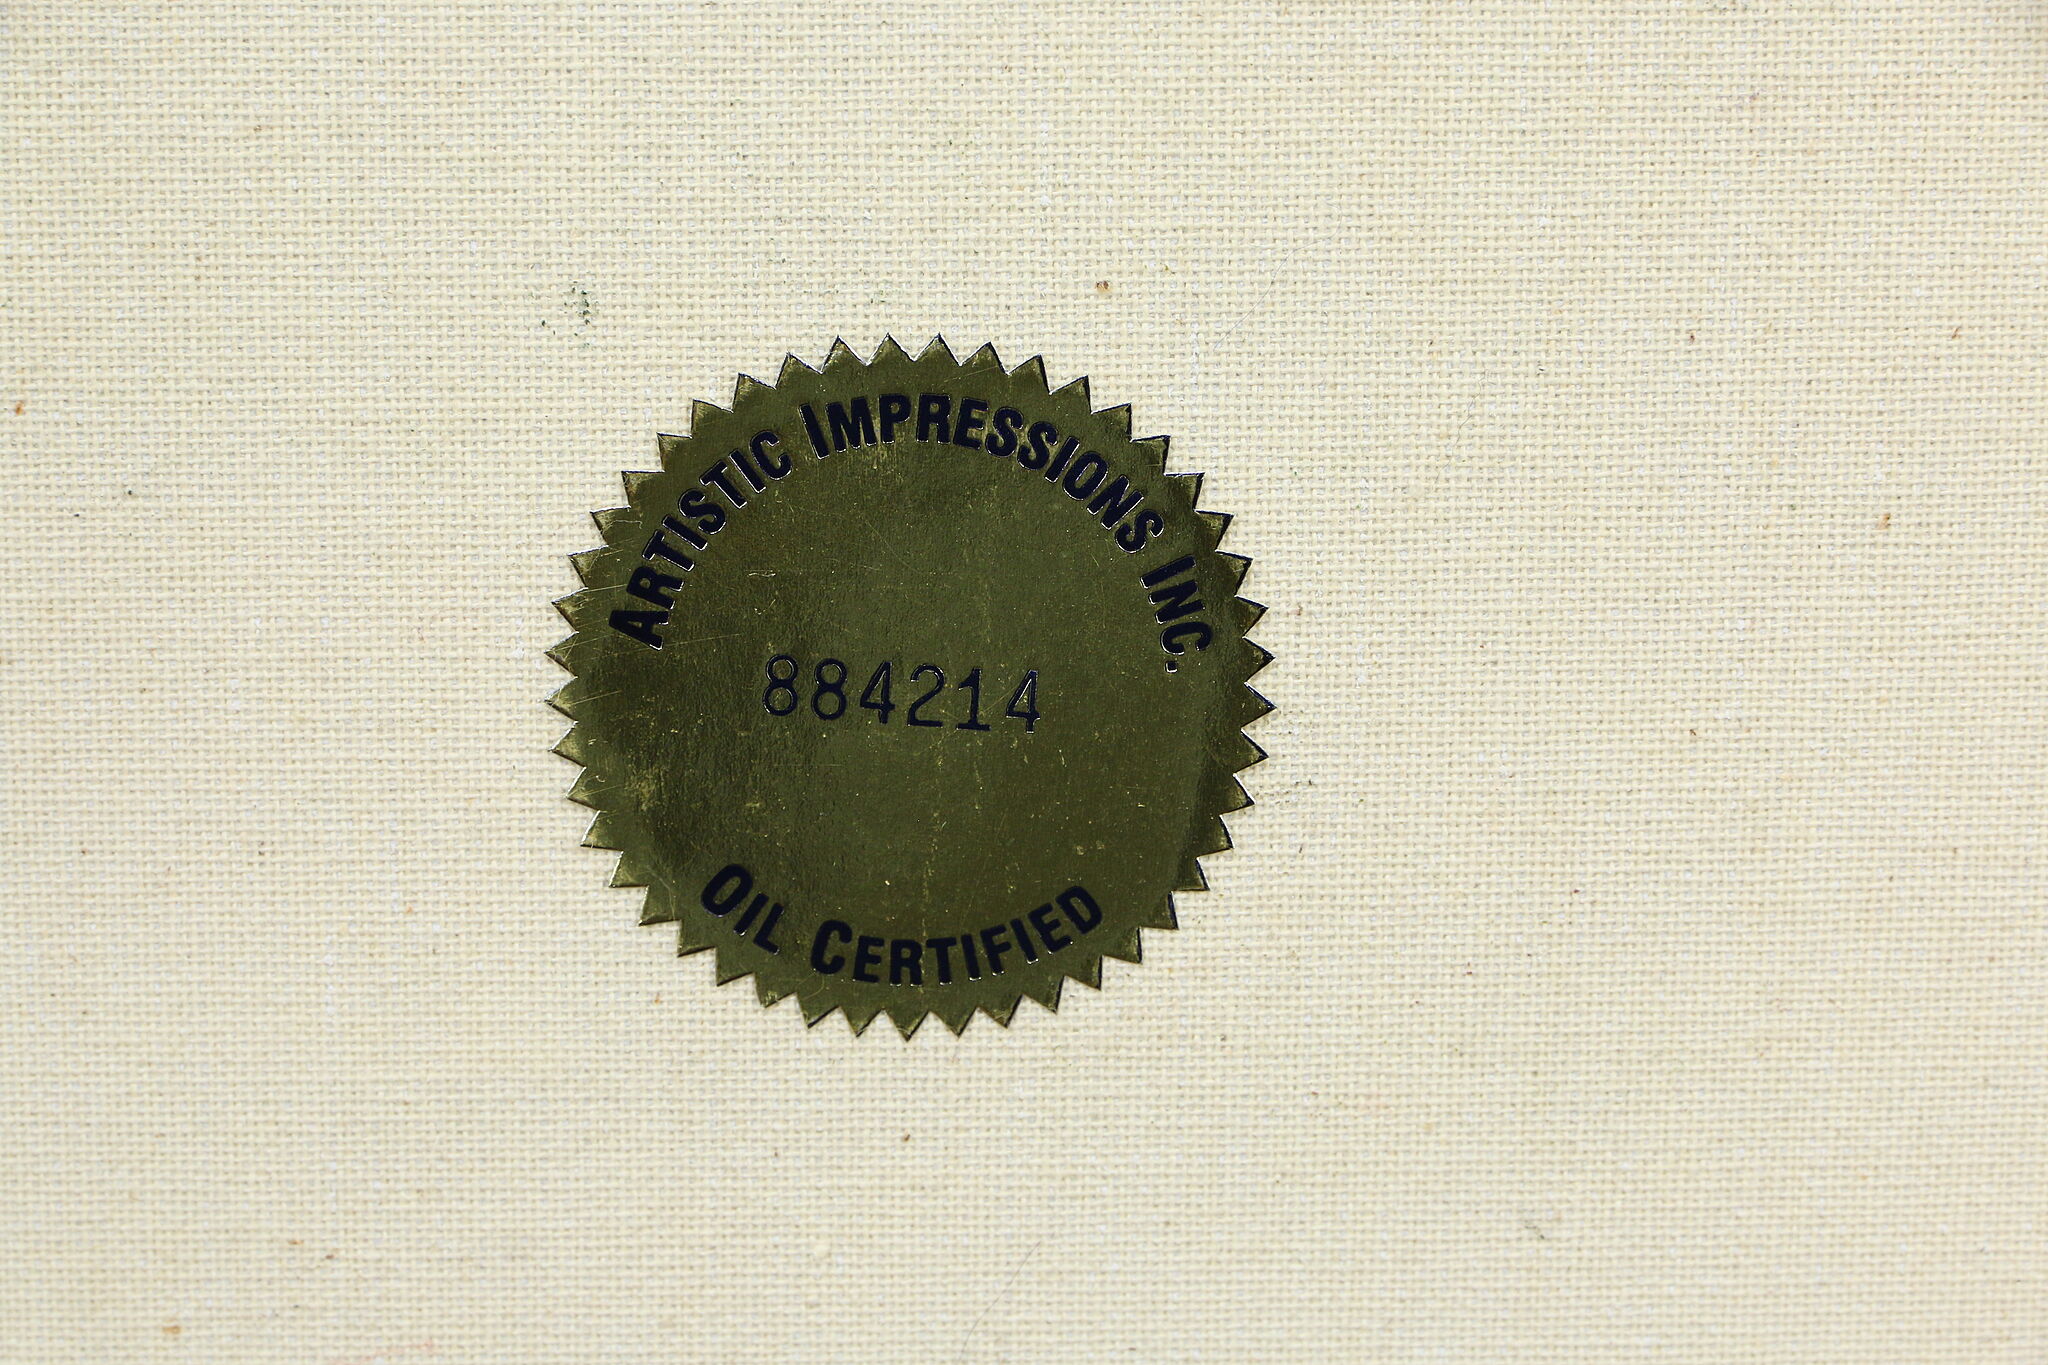 ARTISTIC IMPRESSIONS INC.
884214
OIL CERTIFIED